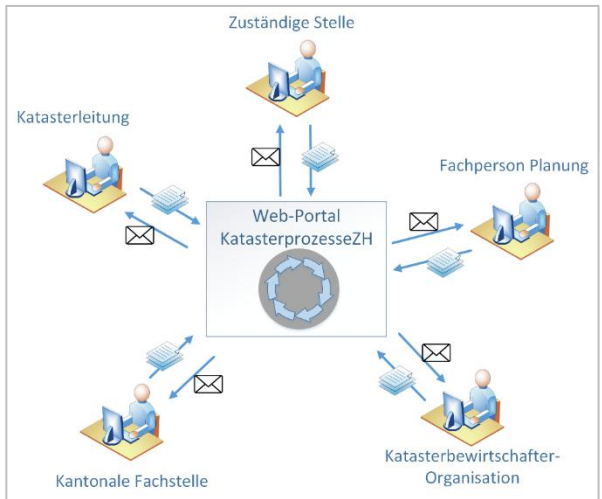 Zuständige Stelle
Katasterleitung
Fachperson Planung
Web-Portal
KatasterprozesseZH
Kantonale Fachstelle
Katasterbewirtschafter-
Organisation